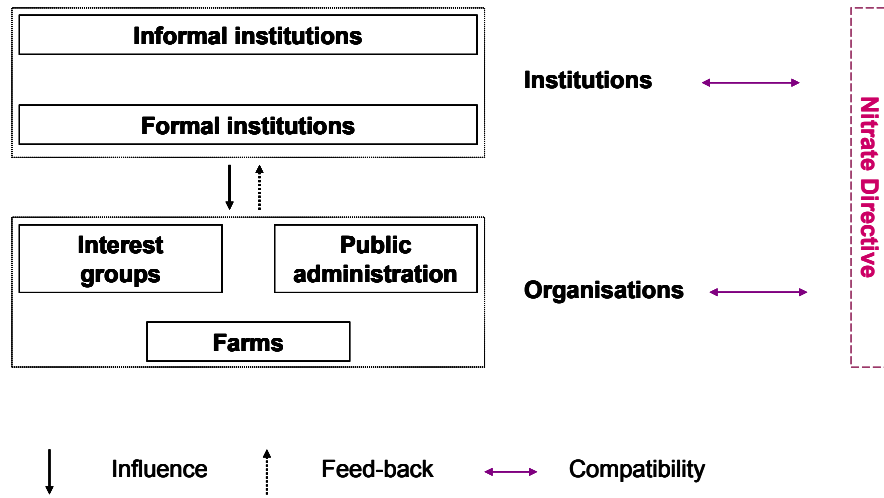 Informal institutions
Formal institutions
Institutions
Nitrate Directive
Interest
groups
Public
administration
Organisations
Farms
Influence
Feed-back
Compatibility